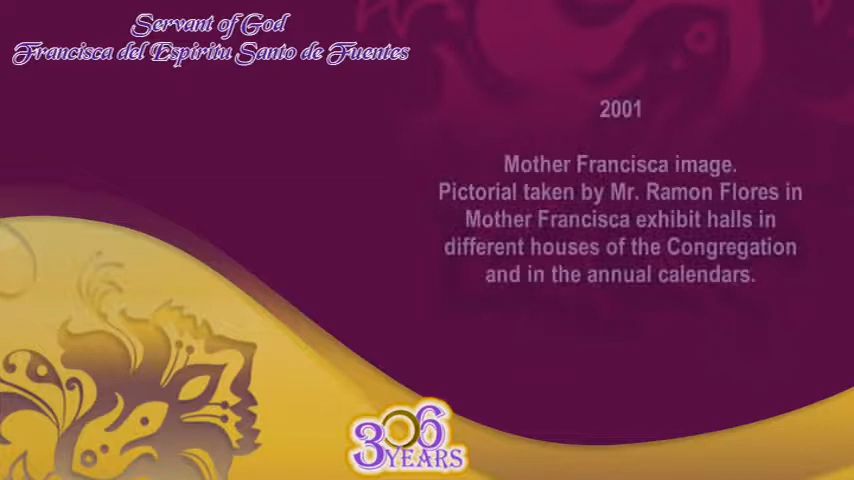 Servant of God
Francisca del Espiritu Santo de Fuentes
2001
Mother Francisca image.
Pictorial taken by Mr. Ramon Flores in
Mother Francisca exhibit halls in
different houses of the Congregation
and in the annual calendars.
306
YEARS